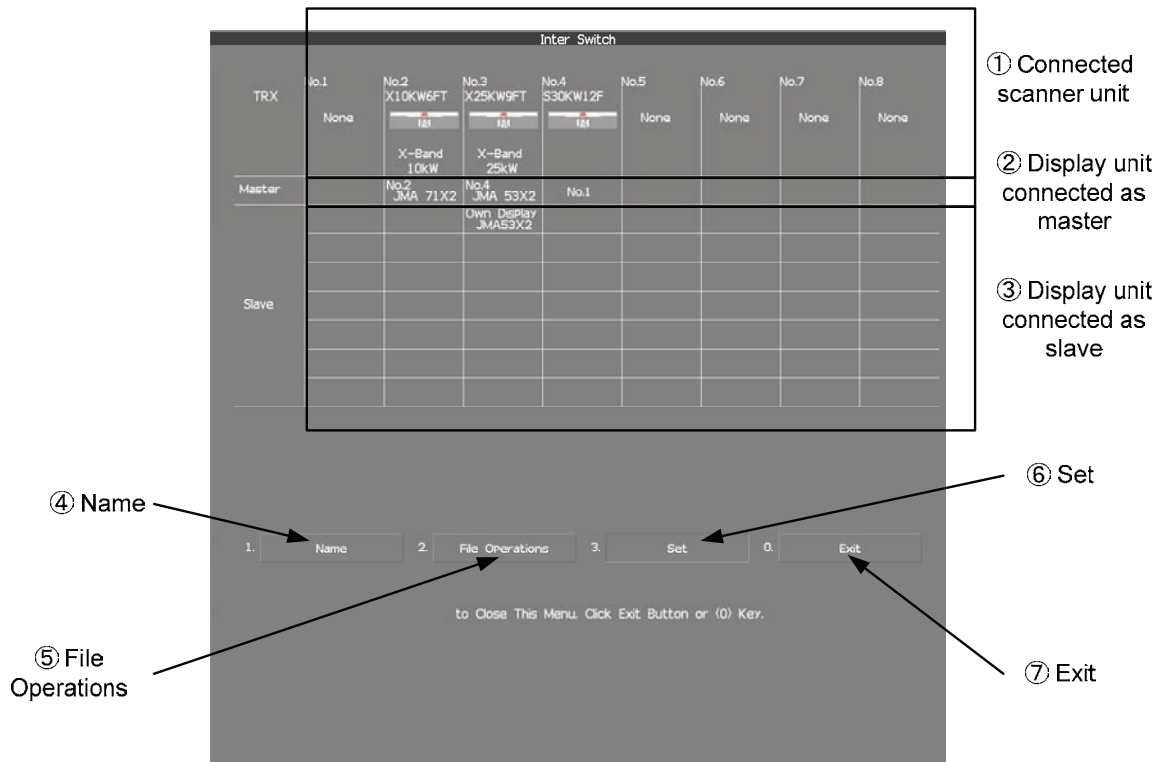 Inter Switch
① Connected
scanner unit
TRX
No.1
None
No.2
X10KW6FT
X-Band
10kW
No.3
X25KW9FT
X-Band
25kW
No.4
S30KW12F
No.5
None
No.6
None
No.7
None
No.8
None
② Display unit
connected as
master
Master
No.2
JMA 71X2
No.4
JMA 53X2
No.1
③ Display unit
connected as
slave
Slave
Own Display
JMA53X2
④ Name
⑥ Set
1. Name
2. File Operations
3. Set
0. Exit
to Close This Menu. Click Exit Button or (0) Key.
⑤ File
Operations
⑦ Exit